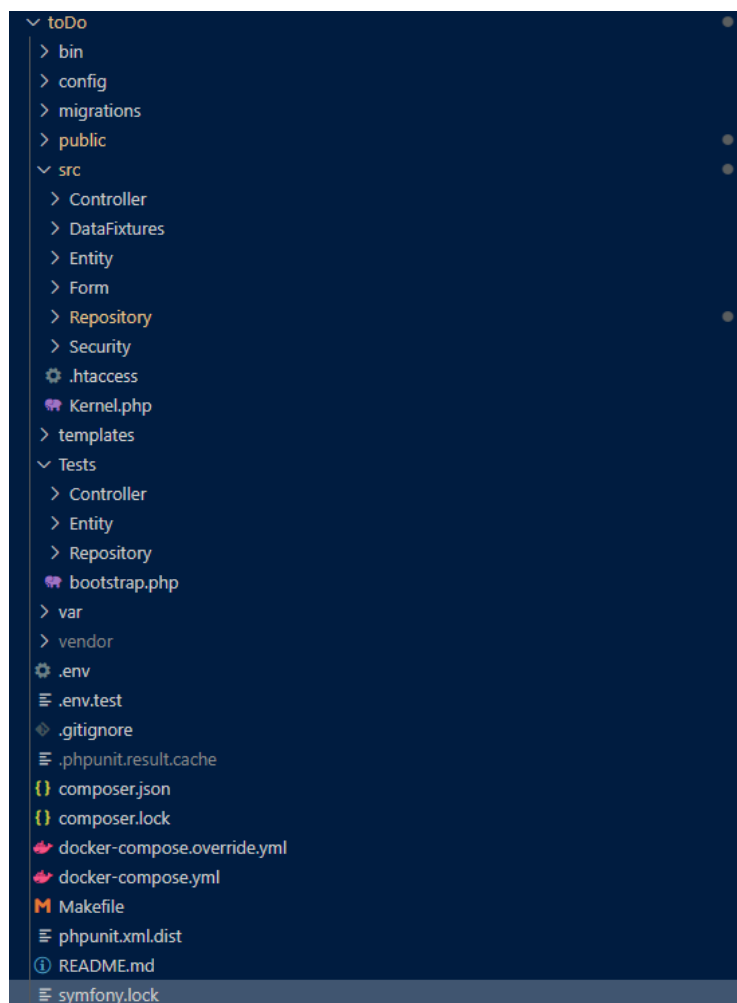 toDo
bin
config
migrations
public
src
Controller
DataFixtures
Entity
Form
Repository
Security
.htaccess
Kernel.php
templates
Tests
Controller
Entity
Repository
bootstrap.php
var
vendor
.env
.env.test
.gitignore
.phpunit.result.cache
composer.json
composer.lock
docker-compose.override.yml
docker-compose.yml
Makefile
phpunit.xml.dist
README.md
symfony.lock